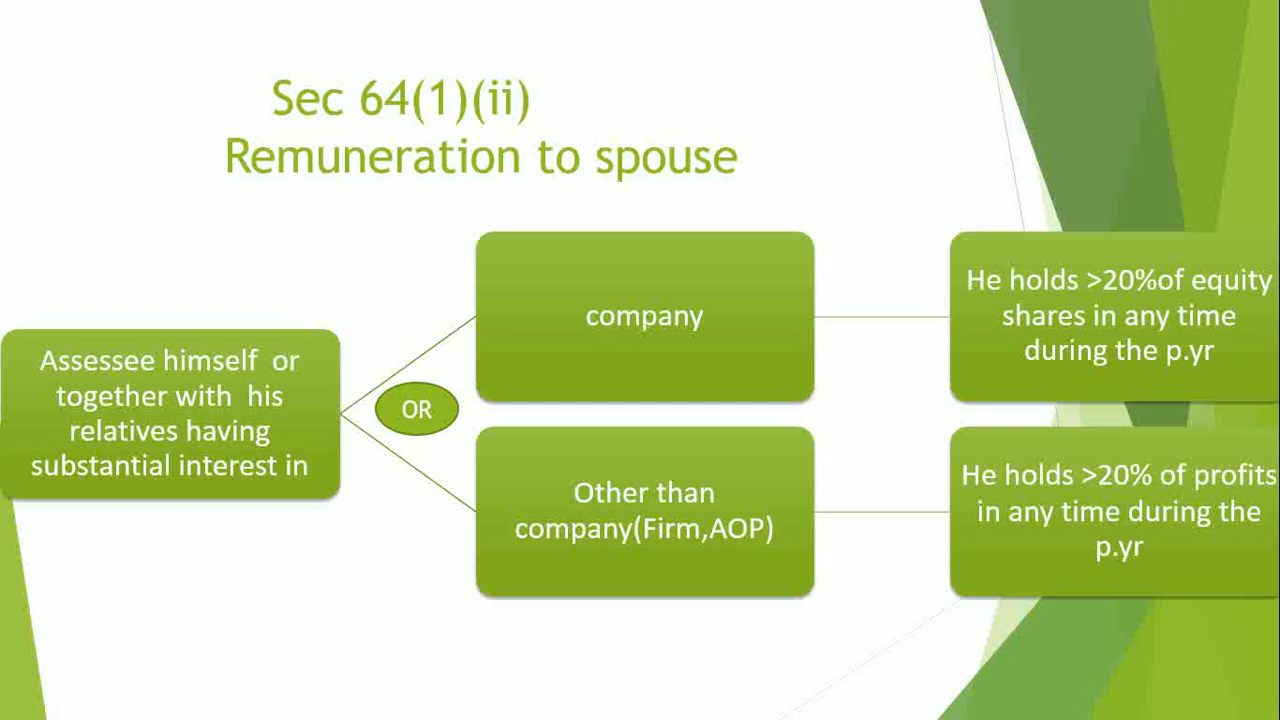 Sec 64(1)(ii)
Remuneration to spouse
Assessee himself or
together with his
relatives having
substantial interest in
OR
company
Other than
company(Firm,AOP)
He holds >20%of equity
shares in any time
during the p.yr
He holds >20% of profits
in any time during the
p.yr